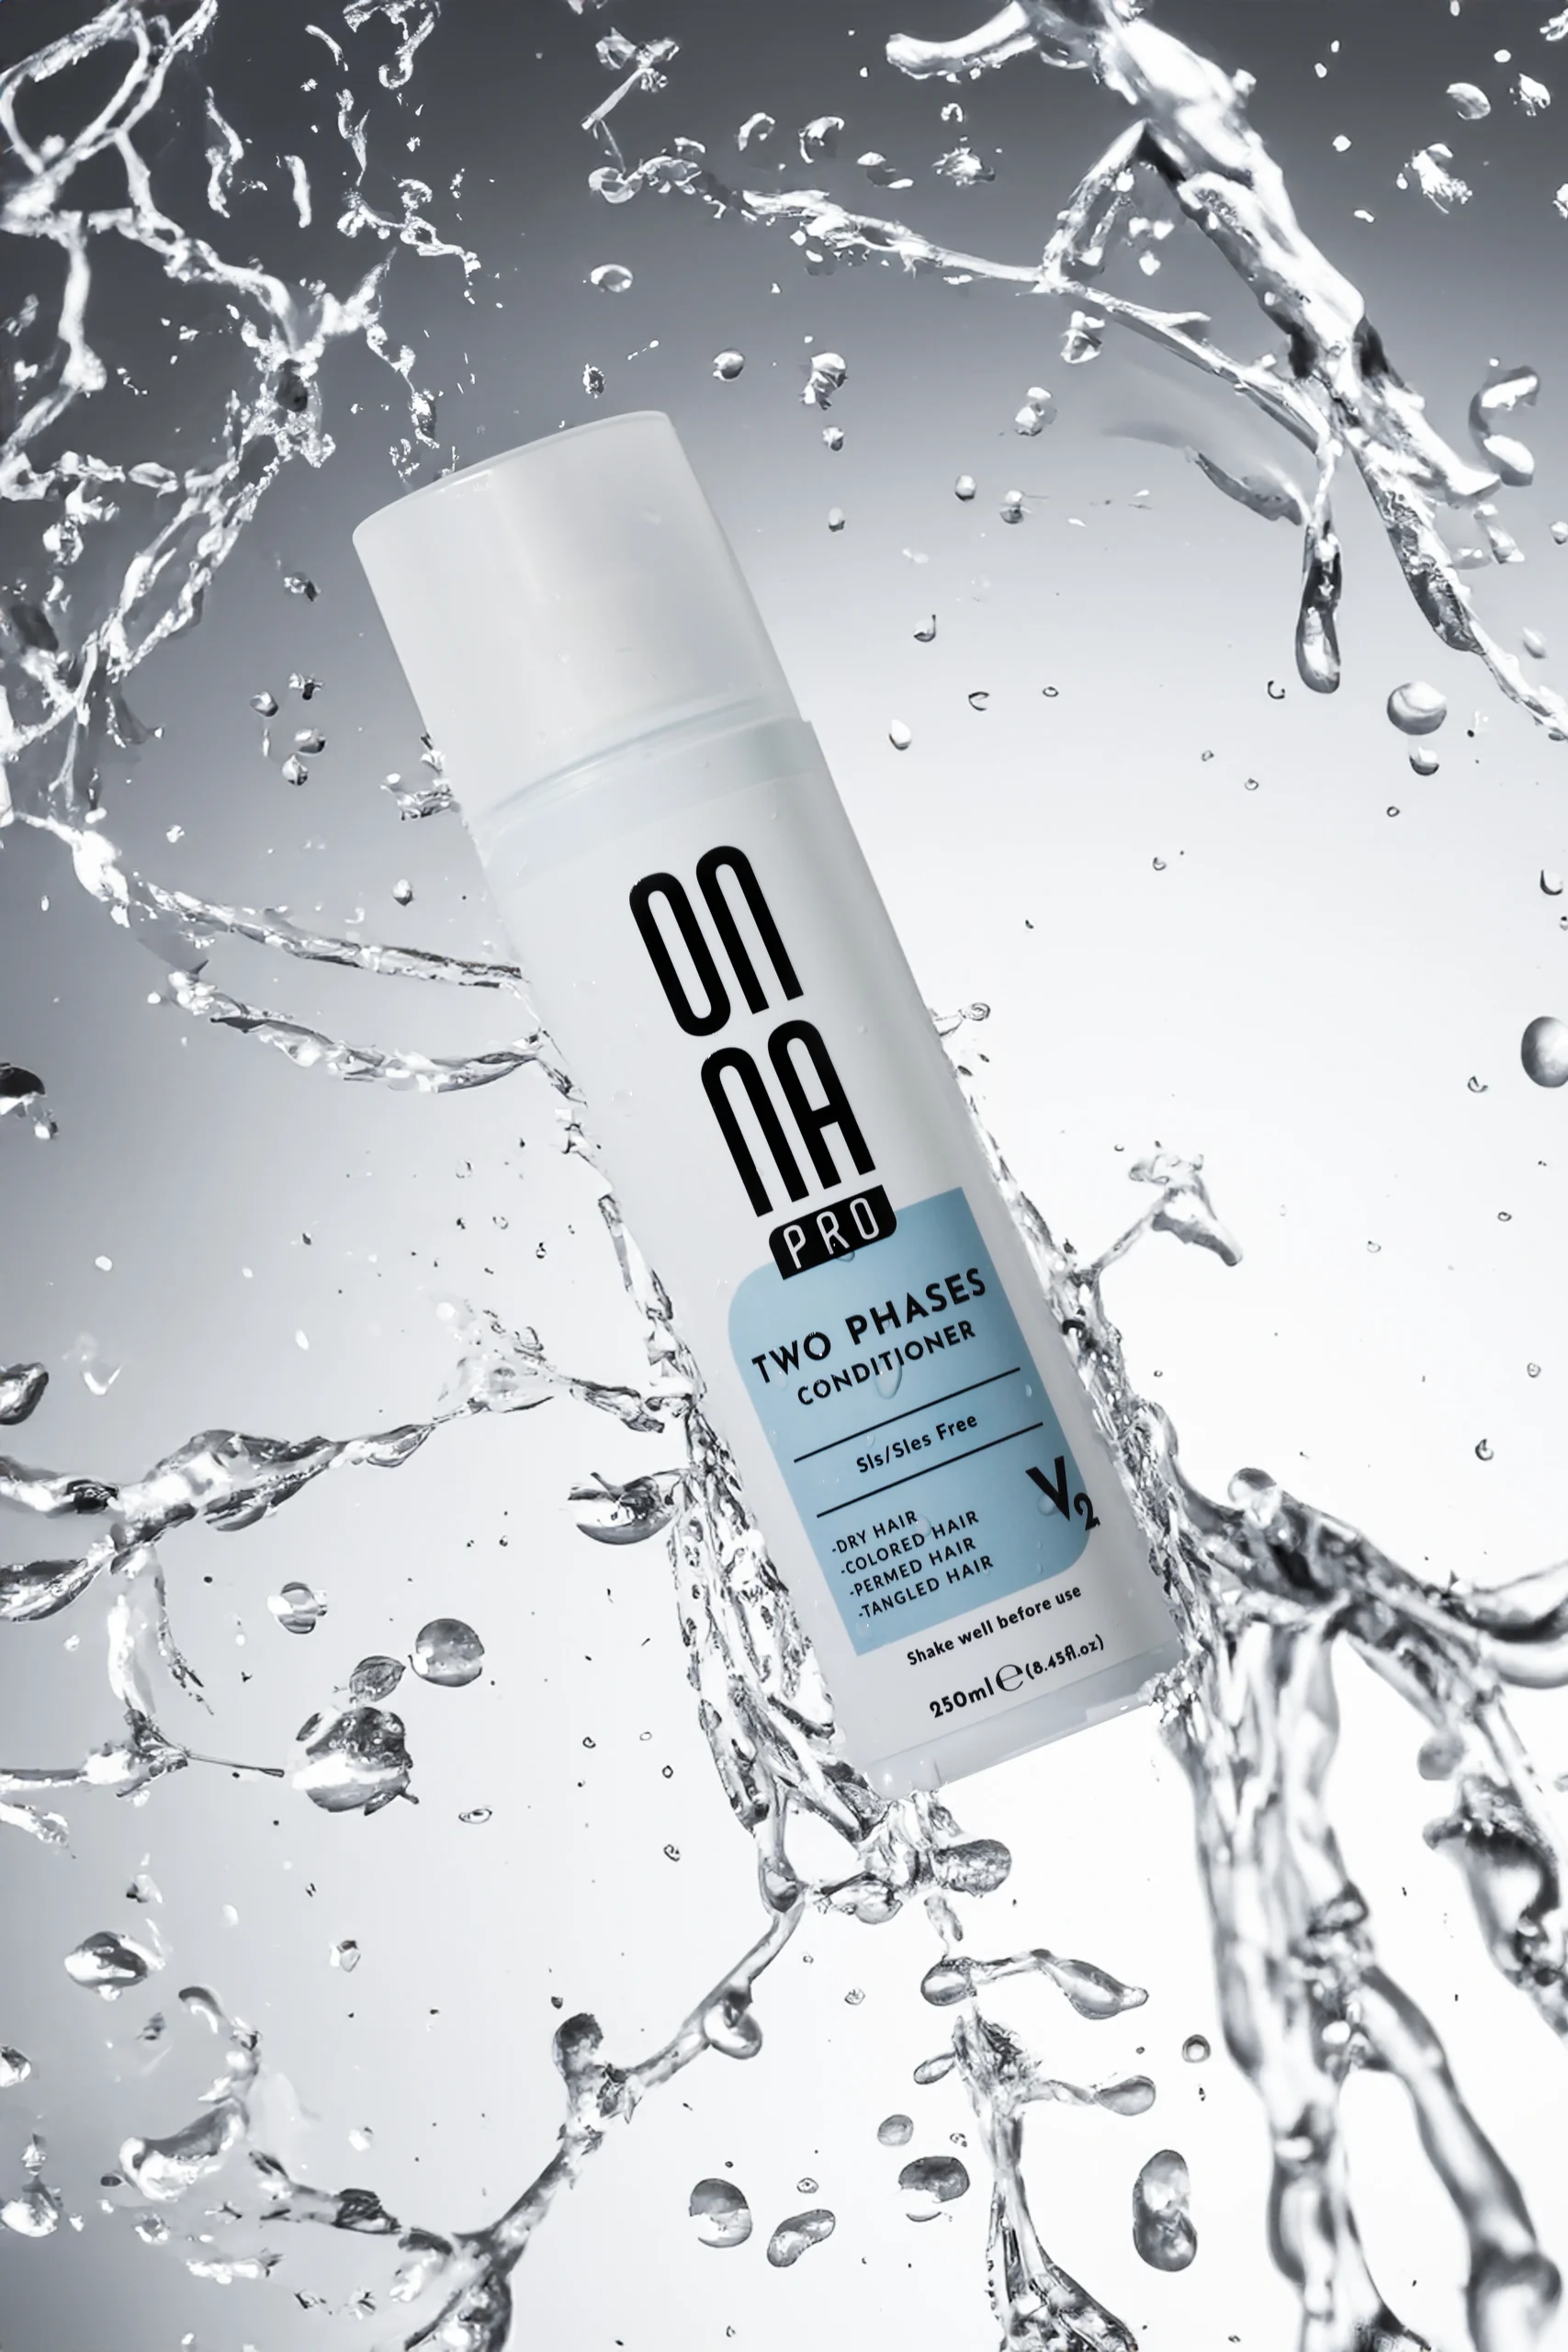 ON
NA
PRO
TWO PHASES
CONDITIONER
Sls/Sles Free
-DRY HAIR
-COLORED HAIR
-PERMED HAIR
-TANGLED HAIR
V2
Shake well before use
250ml℮(8.45fl.oz)